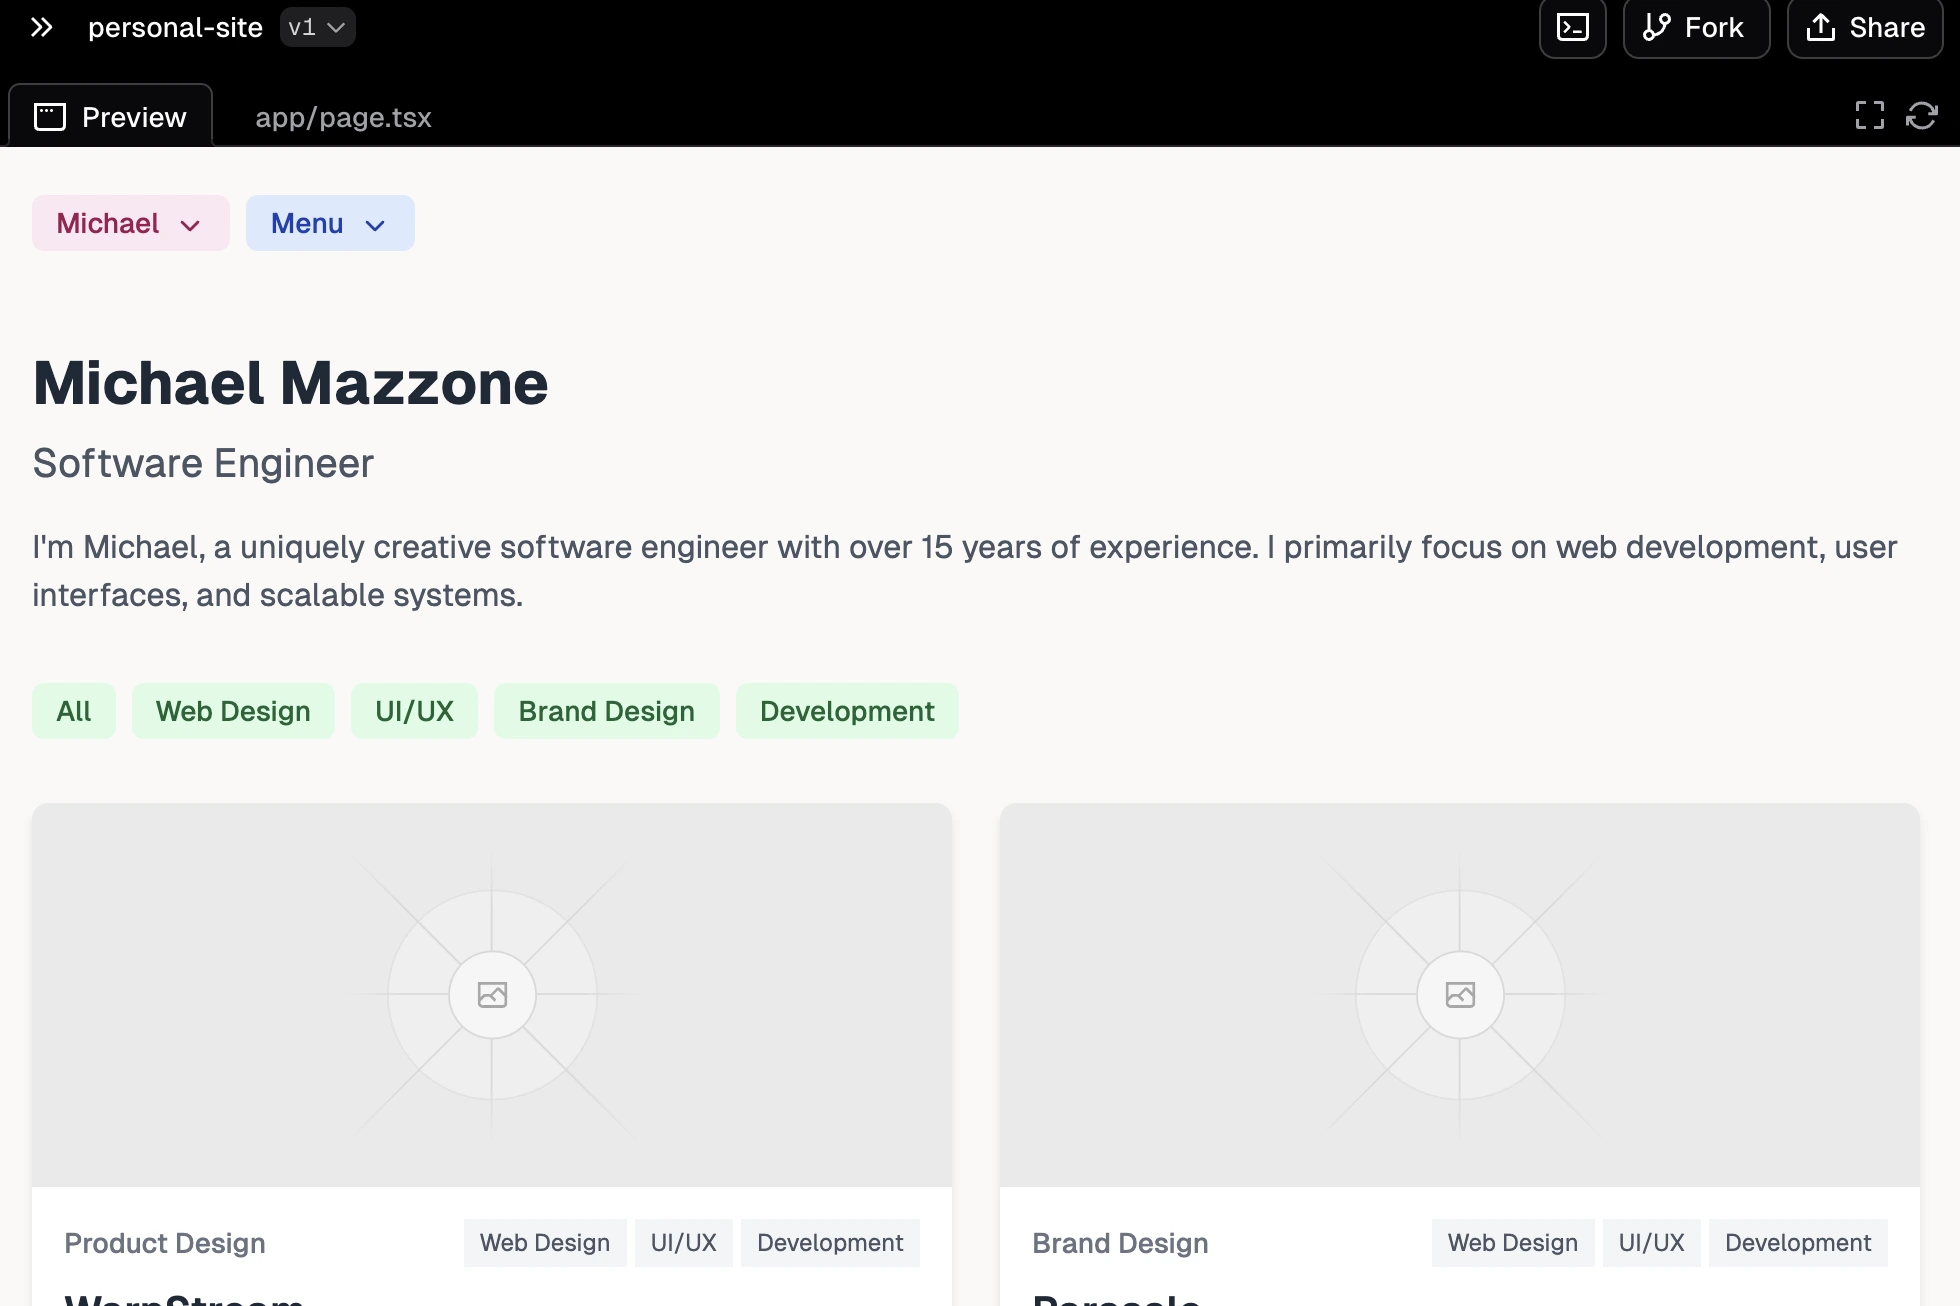 personal-site v1 Fork Share
Preview app/page.tsx
Michael Menu
Michael Mazzone
Software Engineer
I'm Michael, a uniquely creative software engineer with over 15 years of experience. I primarily focus on web development, user
interfaces, and scalable systems.
All Web Design UI/UX Brand Design Development
Product Design Web Design UI/UX Development
Brand Design Web Design UI/UX Development
WarpStream